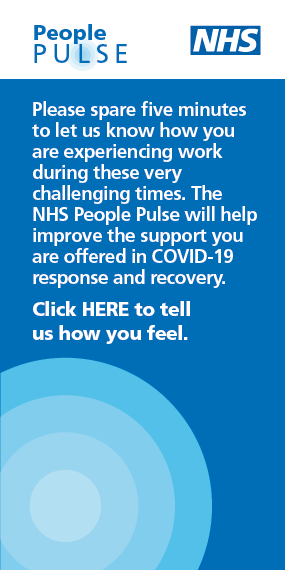 People
PULSE
NHS
Please spare five minutes
to let us know how you
are experiencing work
during these very
challenging times. The
NHS People Pulse will help
improve the support you
are offered in COVID-19
response and recovery.
Click HERE to tell
us how you feel.